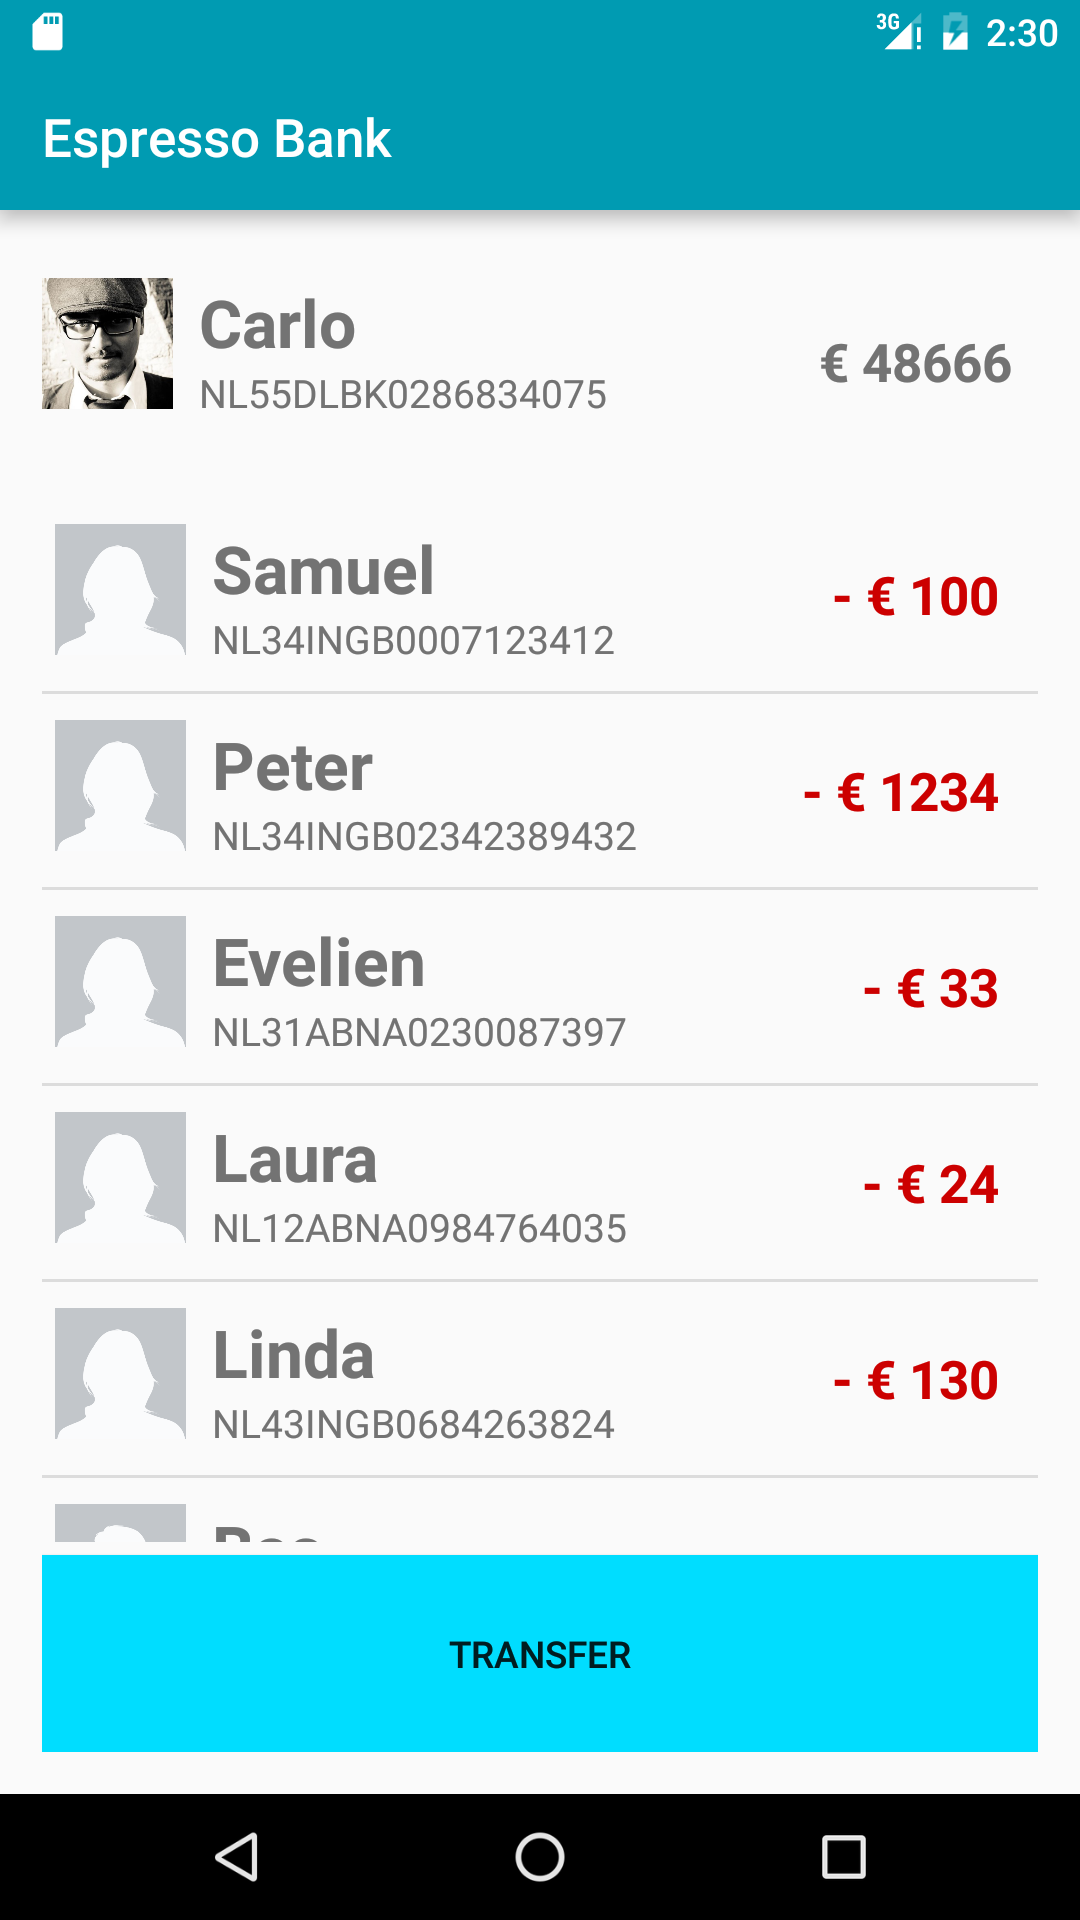 3G 2:30
Espresso Bank
Carlo
€ 48666
NL55DLBK0286834075
Samuel
- € 100
NL34INGB0007123412
Peter
- € 1234
NL34INGB02342389432
Evelien
- € 33
NL31ABNA0230087397
Laura
- € 24
NL12ABNA0984764035
Linda
- € 130
NL43INGB0684263824
TRANSFER